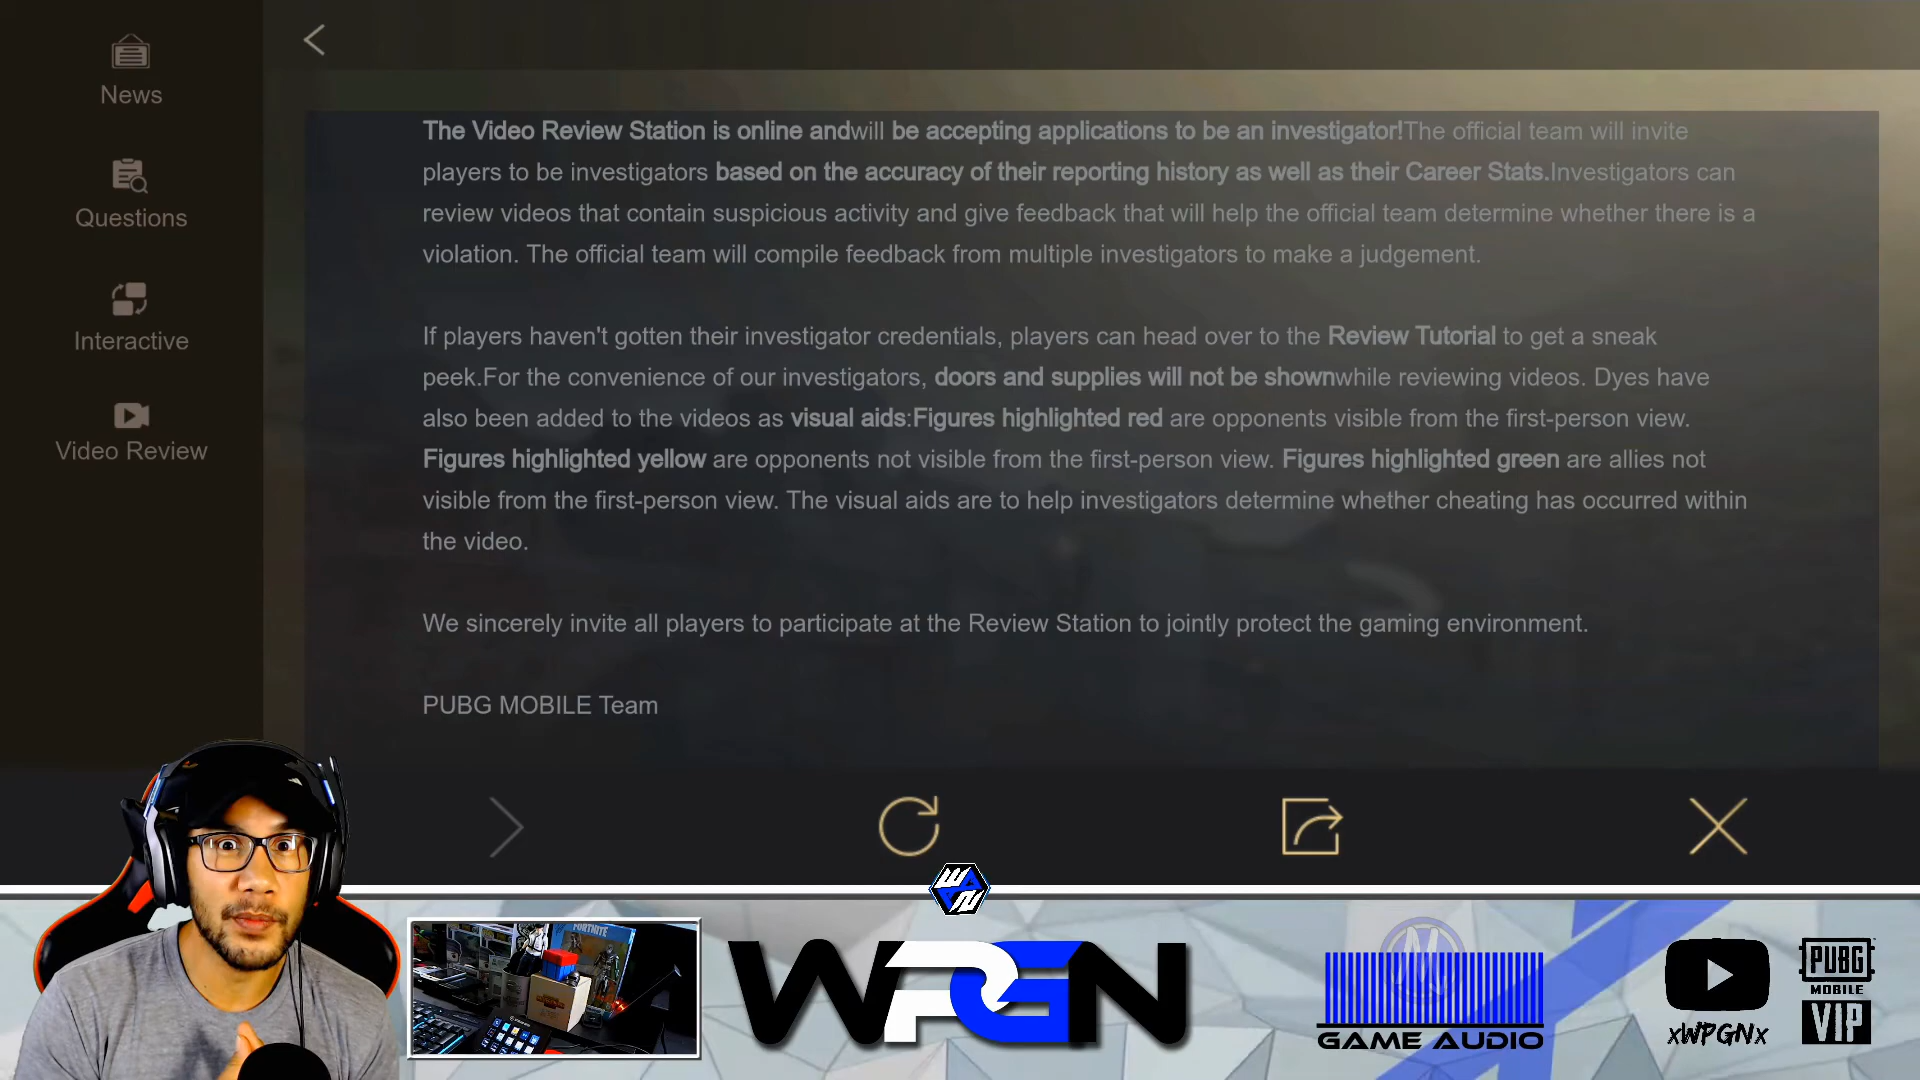 News
Questions
Interactive
Video Review
The Video Review Station is online andwill be accepting applications to be an investigator!The official team will invite
players to be investigators based on the accuracy of their reporting history as well as their Career Stats.Investigators can
review videos that contain suspicious activity and give feedback that will help the official team determine whether there is a
violation. The official team will compile feedback from multiple investigators to make a judgement.
If players haven't gotten their investigator credentials, players can head over to the Review Tutorial to get a sneak
peek.For the convenience of our investigators, doors and supplies will not be shownwhile reviewing videos. Dyes have
also been added to the videos as visual aids:Figures highlighted red are opponents visible from the first-person view.
Figures highlighted yellow are opponents not visible from the first-person view. Figures highlighted green are allies not
visible from the first-person view. The visual aids are to help investigators determine whether cheating has occurred within
the video.
We sincerely invite all players to participate at the Review Station to jointly protect the gaming environment.
PUBG MOBILE Team
FORTNITE
WPGN
GAME AUDIO
xWPGNx
PUBG
MOBILE
VIP